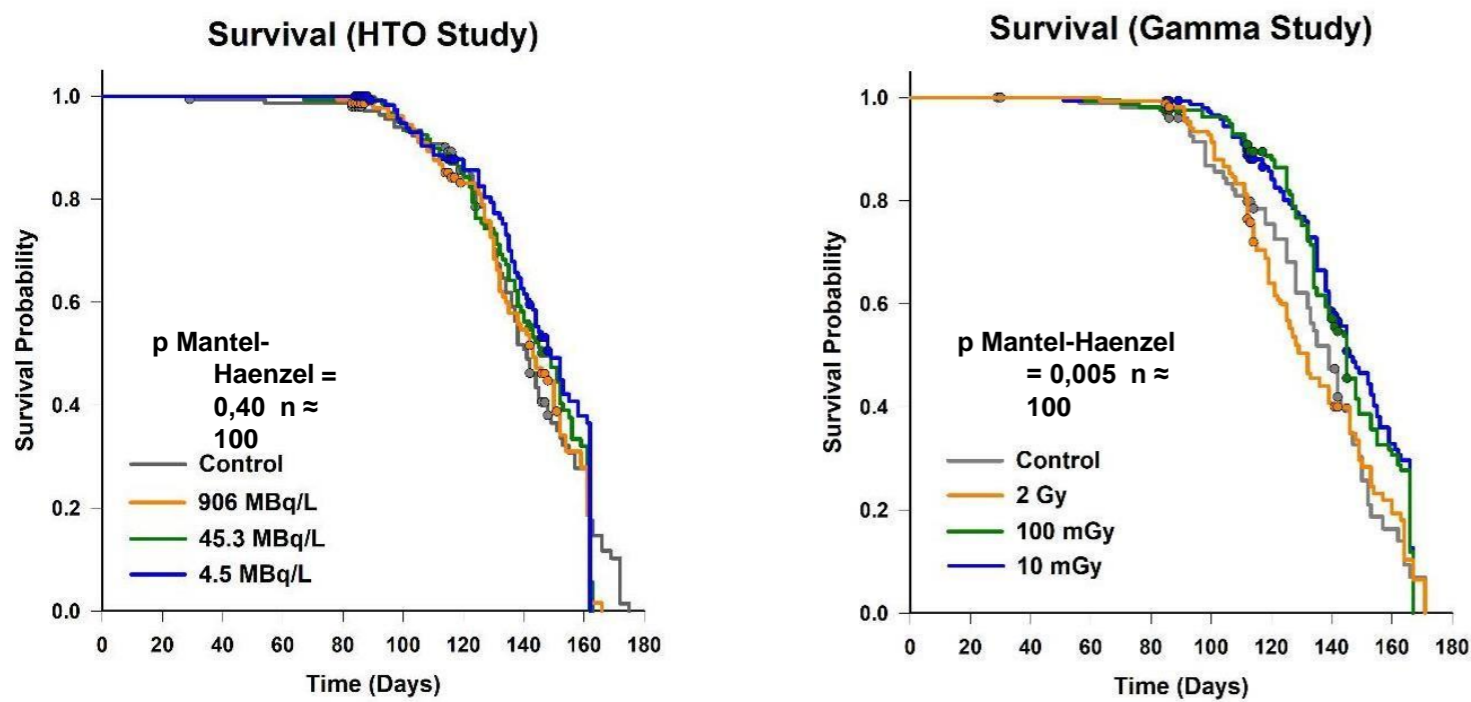 Survival (HTO Study)
Survival Probability
1.0
0.8
0.6
0.4
0.2
0.0
p Mantel-
Haenzel =
0,40 n ≈
100
Control
906 MBq/L
45.3 MBq/L
4.5 MBq/L
0 20 40 60 80 100 120 140 160 180
Time (Days)
Survival (Gamma Study)
Survival Probability
1.0
0.8
0.6
0.4
0.2
0.0
p Mantel-Haenzel
= 0,005 n ≈
100
Control
2 Gy
100 mGy
10 mGy
0 20 40 60 80 100 120 140 160 180
Time (Days)